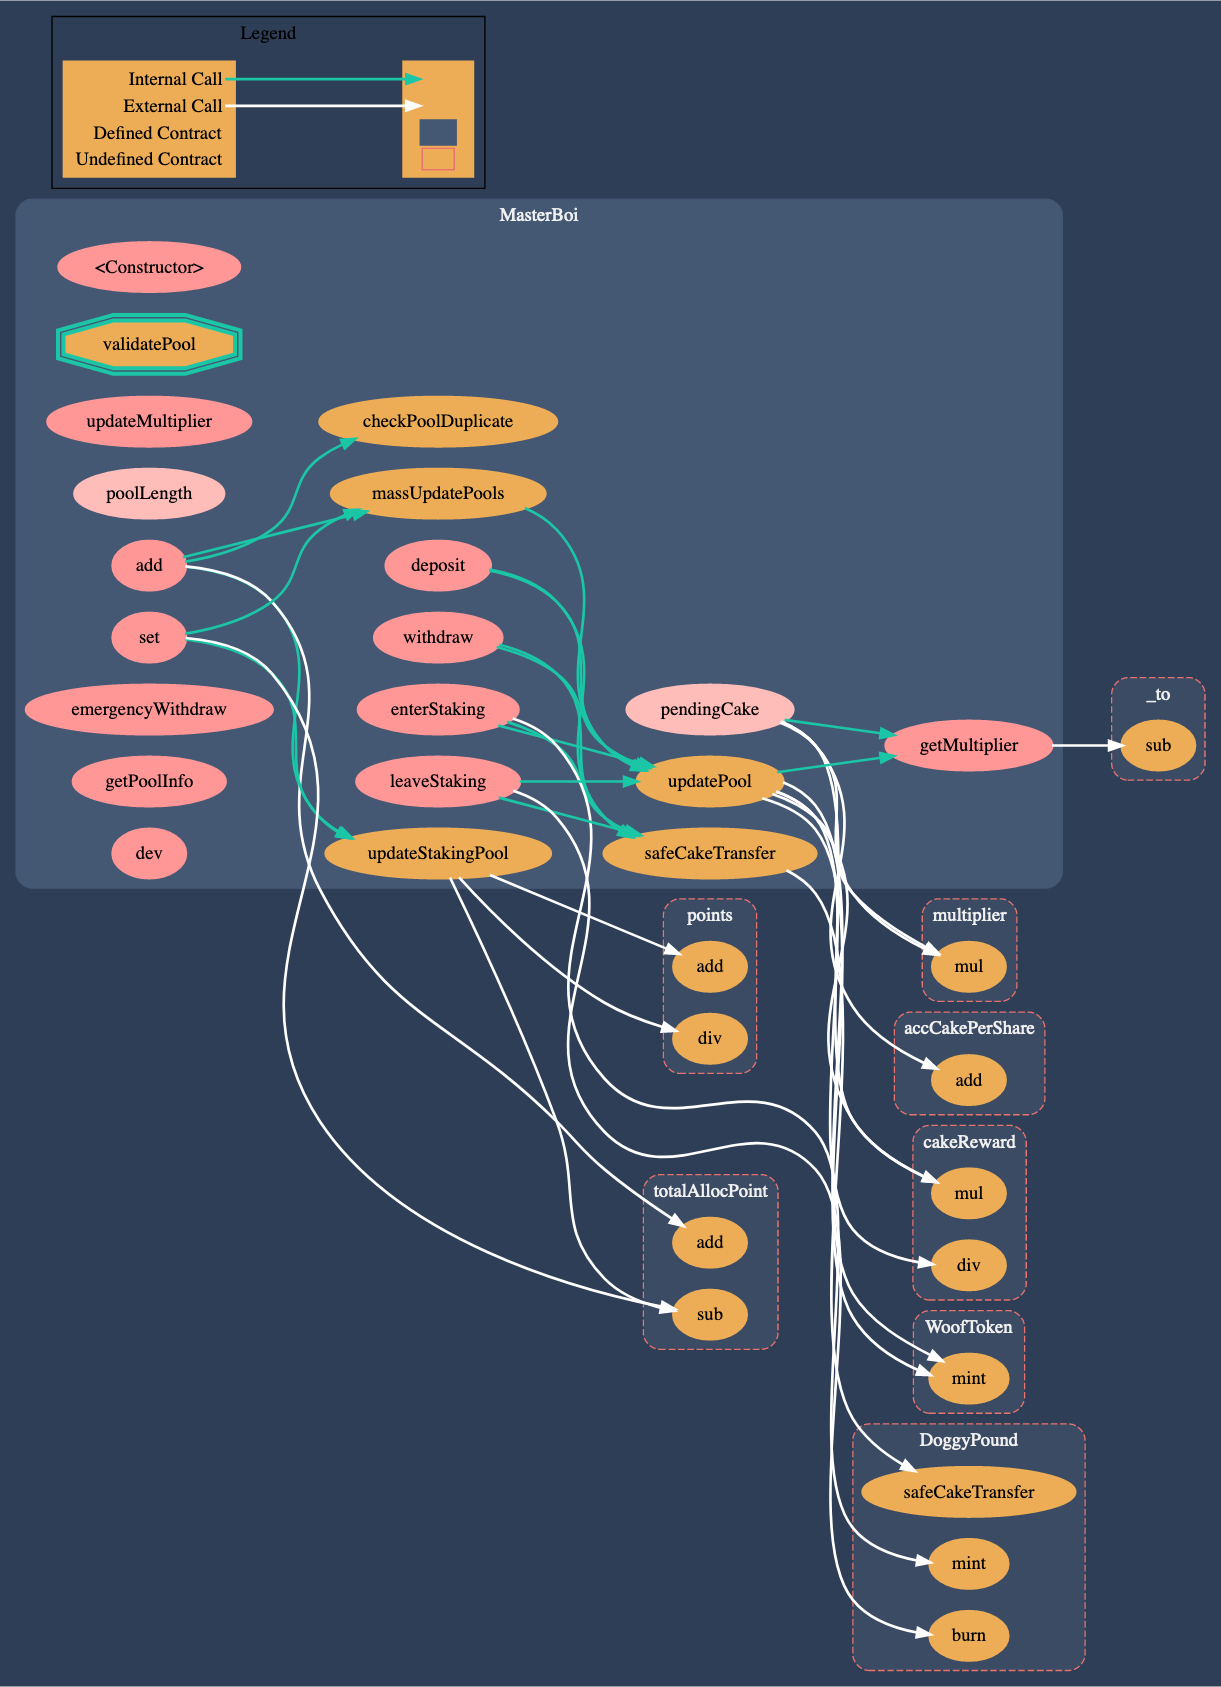 Legend
Internal Call
External Call
Defined Contract
Undefined Contract
MasterBoi
<Constructor>
validatePool
updateMultiplier
checkPoolDuplicate
poolLength
massUpdatePools
add
deposit
set
withdraw
emergencyWithdraw
enterStaking
pendingCake
getPoolInfo
leaveStaking
updatePool
getMultiplier
dev
updateStakingPool
safeCakeTransfer
_to
sub
points
add
div
multiplier
mul
accCakePerShare
add
cakeReward
mul
div
totalAllocPoint
add
sub
WoofToken
mint
DoggyPound
safeCakeTransfer
mint
burn